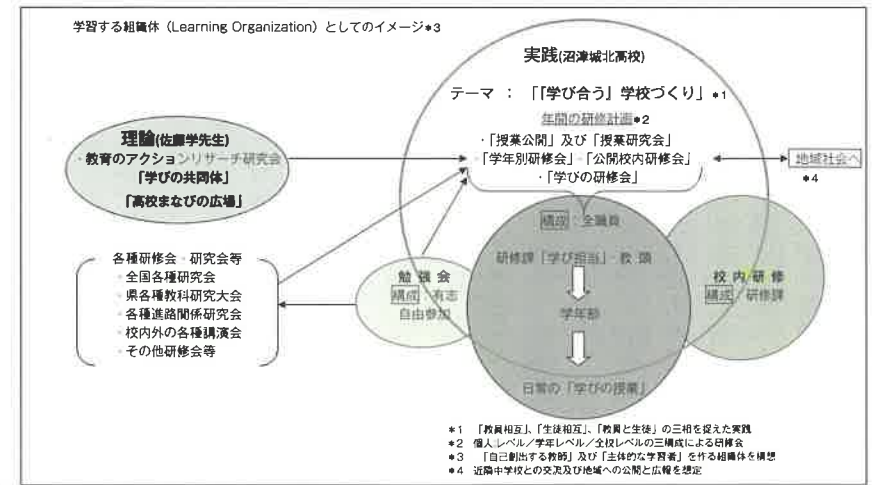 学習する組織体（Learning Organization）としてのイメージ*3
実践(沼津城北高校)
テーマ ： 「『学び合う』学校づくり」*1
年間の研修計画*2
・「授業公開」及び「授業研究会」
・「学年別研修会」・「公開校内研修会」
・「学びの研修会」
理論(佐藤学先生)
・教育のアクションリサーチ研究会
「学びの共同体」
「高校まなびの広場」
地域社会へ
*4
各種研修会・研究会等
・全国各種研究会
・県各種教科研究大会
・各種進路関係研究会
・校内外の各種講演会
・その他研修会等
勉強会
構成：有志
自由参加
構成：全職員
研修課「学び担当」・教頭
学年部
日常の「学びの授業」
校内研修
構成：研修課
*1 「教員相互」、「生徒相互」、「教員と生徒」の三相を捉えた実践
*2 個人レベル／学年レベル／全校レベルの三構成による研修会
*3 「自己創出する教師」及び「主体的な学習者」を作る組織体を構想
*4 近隣中学校との交流及び地域への公開と広報を想定